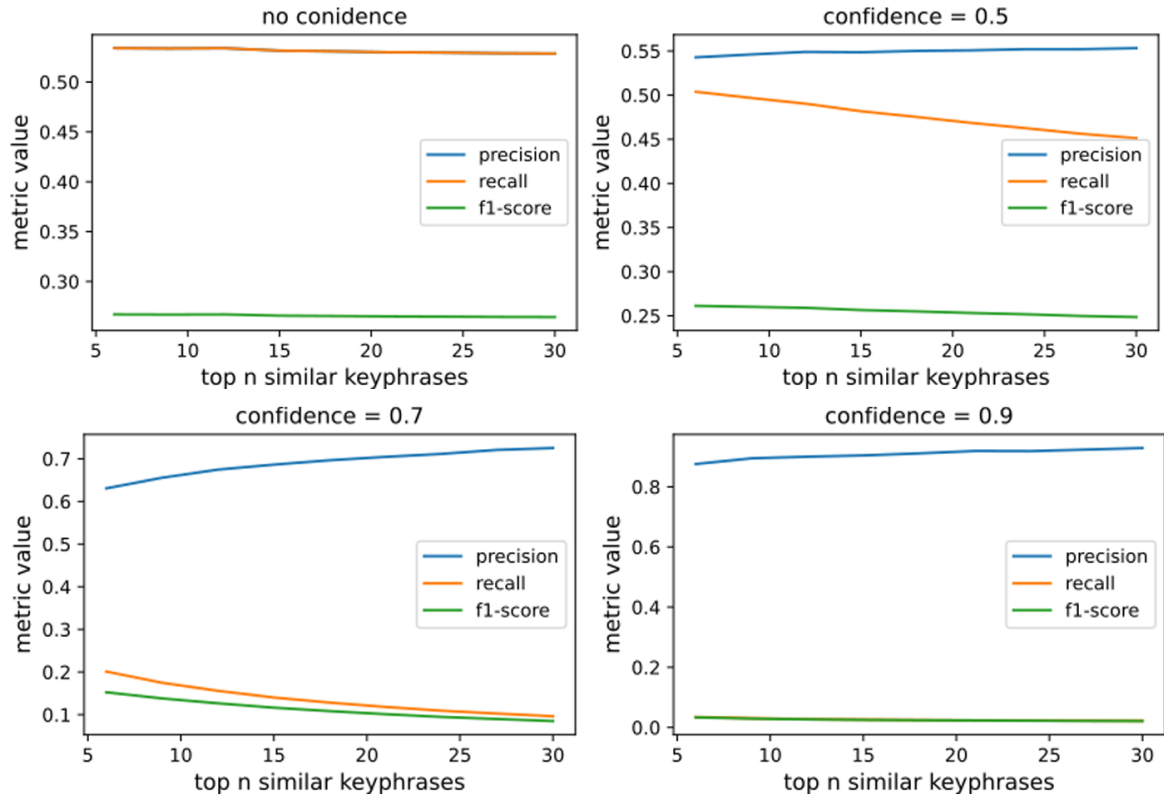 no conidence
metric value
0.50
0.45
0.40
0.35
0.30
precision
recall
f1-score
5
10
15
20
25
30
top n similar keyphrases
confidence = 0.5
metric value
0.55
0.50
0.45
0.40
0.35
0.30
0.25
precision
recall
f1-score
5
10
15
20
25
30
top n similar keyphrases
confidence = 0.7
metric value
0.7
0.6
0.5
0.4
0.3
0.2
0.1
precision
recall
f1-score
5
10
15
20
25
30
top n similar keyphrases
confidence = 0.9
metric value
0.8
0.6
0.4
0.2
0.0
precision
recall
f1-score
5
10
15
20
25
30
top n similar keyphrases